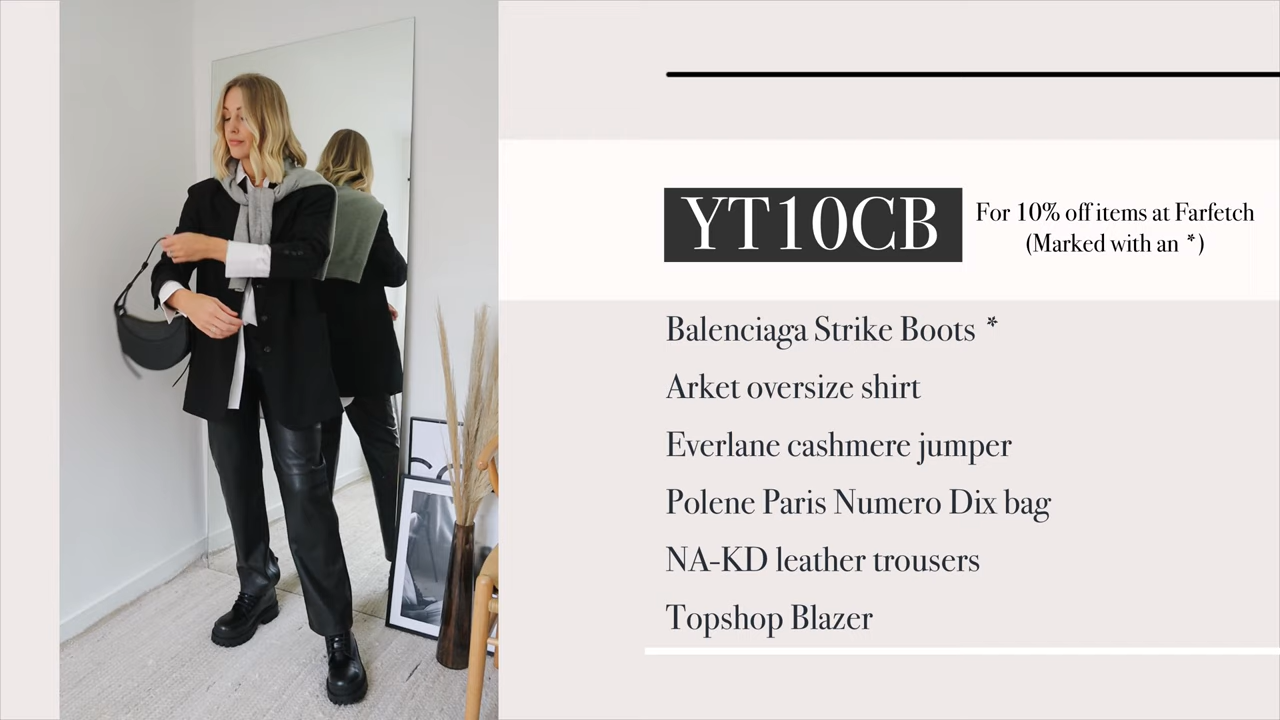 YT10CB
For 10% off items at Farfetch
(Marked with an *)
Balenciaga Strike Boots *
Arket oversize shirt
Everlane cashmere jumper
Polene Paris Numero Dix bag
NA-KD leather trousers
Topshop Blazer